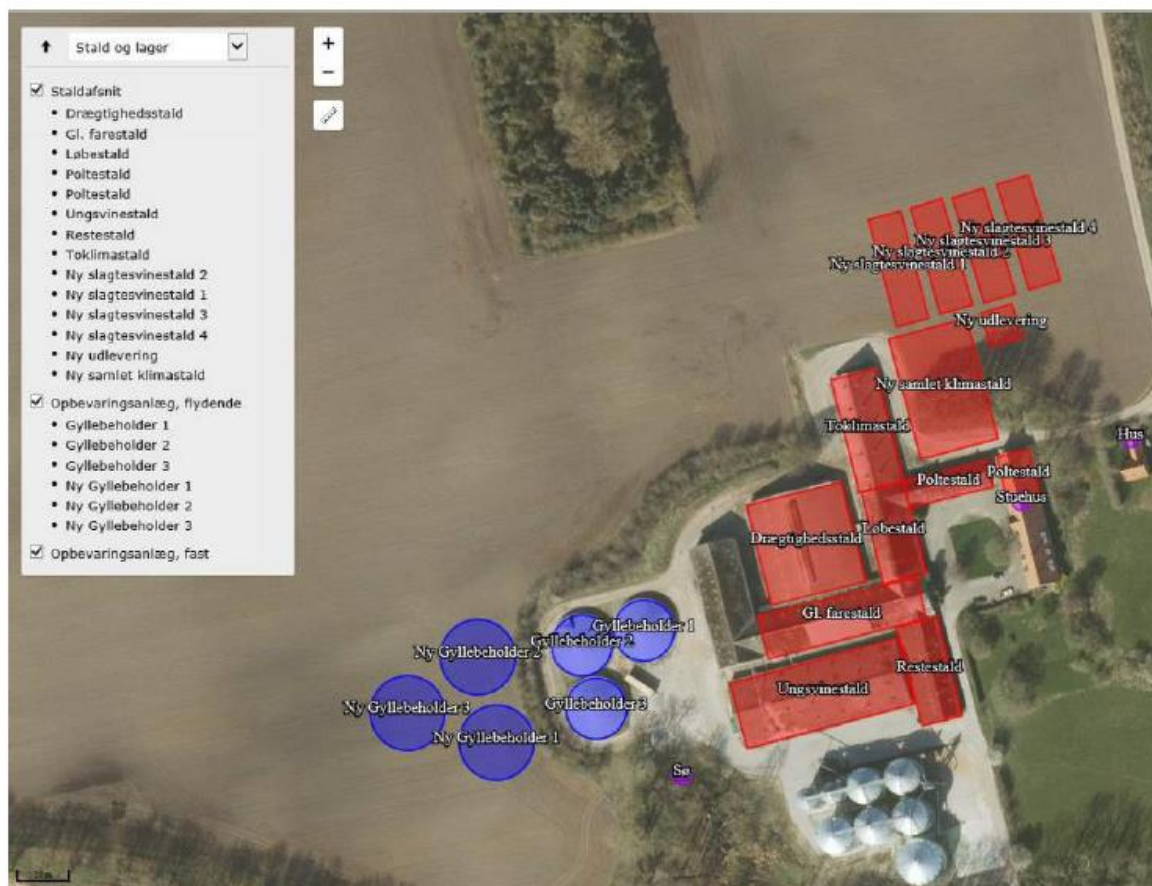 Stald og lager
+
−
Staldafsnit
Drægtighedsstald
Gl. farestald
Løbestald
Poltestald
Poltestald
Ungsvinestald
Restestald
Toklimastald
Ny slagtesvinestald 2
Ny slagtesvinestald 1
Ny slagtesvinestald 3
Ny slagtesvinestald 4
Ny udlevering
Ny samlet klimastald
Opbevaringsanlæg, flydende
Gyllebeholder 1
Gyllebeholder 2
Gyllebeholder 3
Ny Gyllebeholder 1
Ny Gyllebeholder 2
Ny Gyllebeholder 3
Opbevaringsanlæg, fast
Ny slagtesvinestald 4
Ny slagtesvinestald 3
Ny slagtesvinestald 2
Ny slagtesvinestald 1
Ny udlevering
Ny samlet klimastald
Toklimastald
Hus
Poltestald
Poltestald
Stuehus
Løbestald
Drægtighedsstald
Gl. farestald
Gyllebeholder 1
Gyllebeholder 2
Ny Gyllebeholder 2
Restestald
Ungsvinestald
Gyllebeholder 3
Ny Gyllebeholder 3
Ny Gyllebeholder 1
Sø